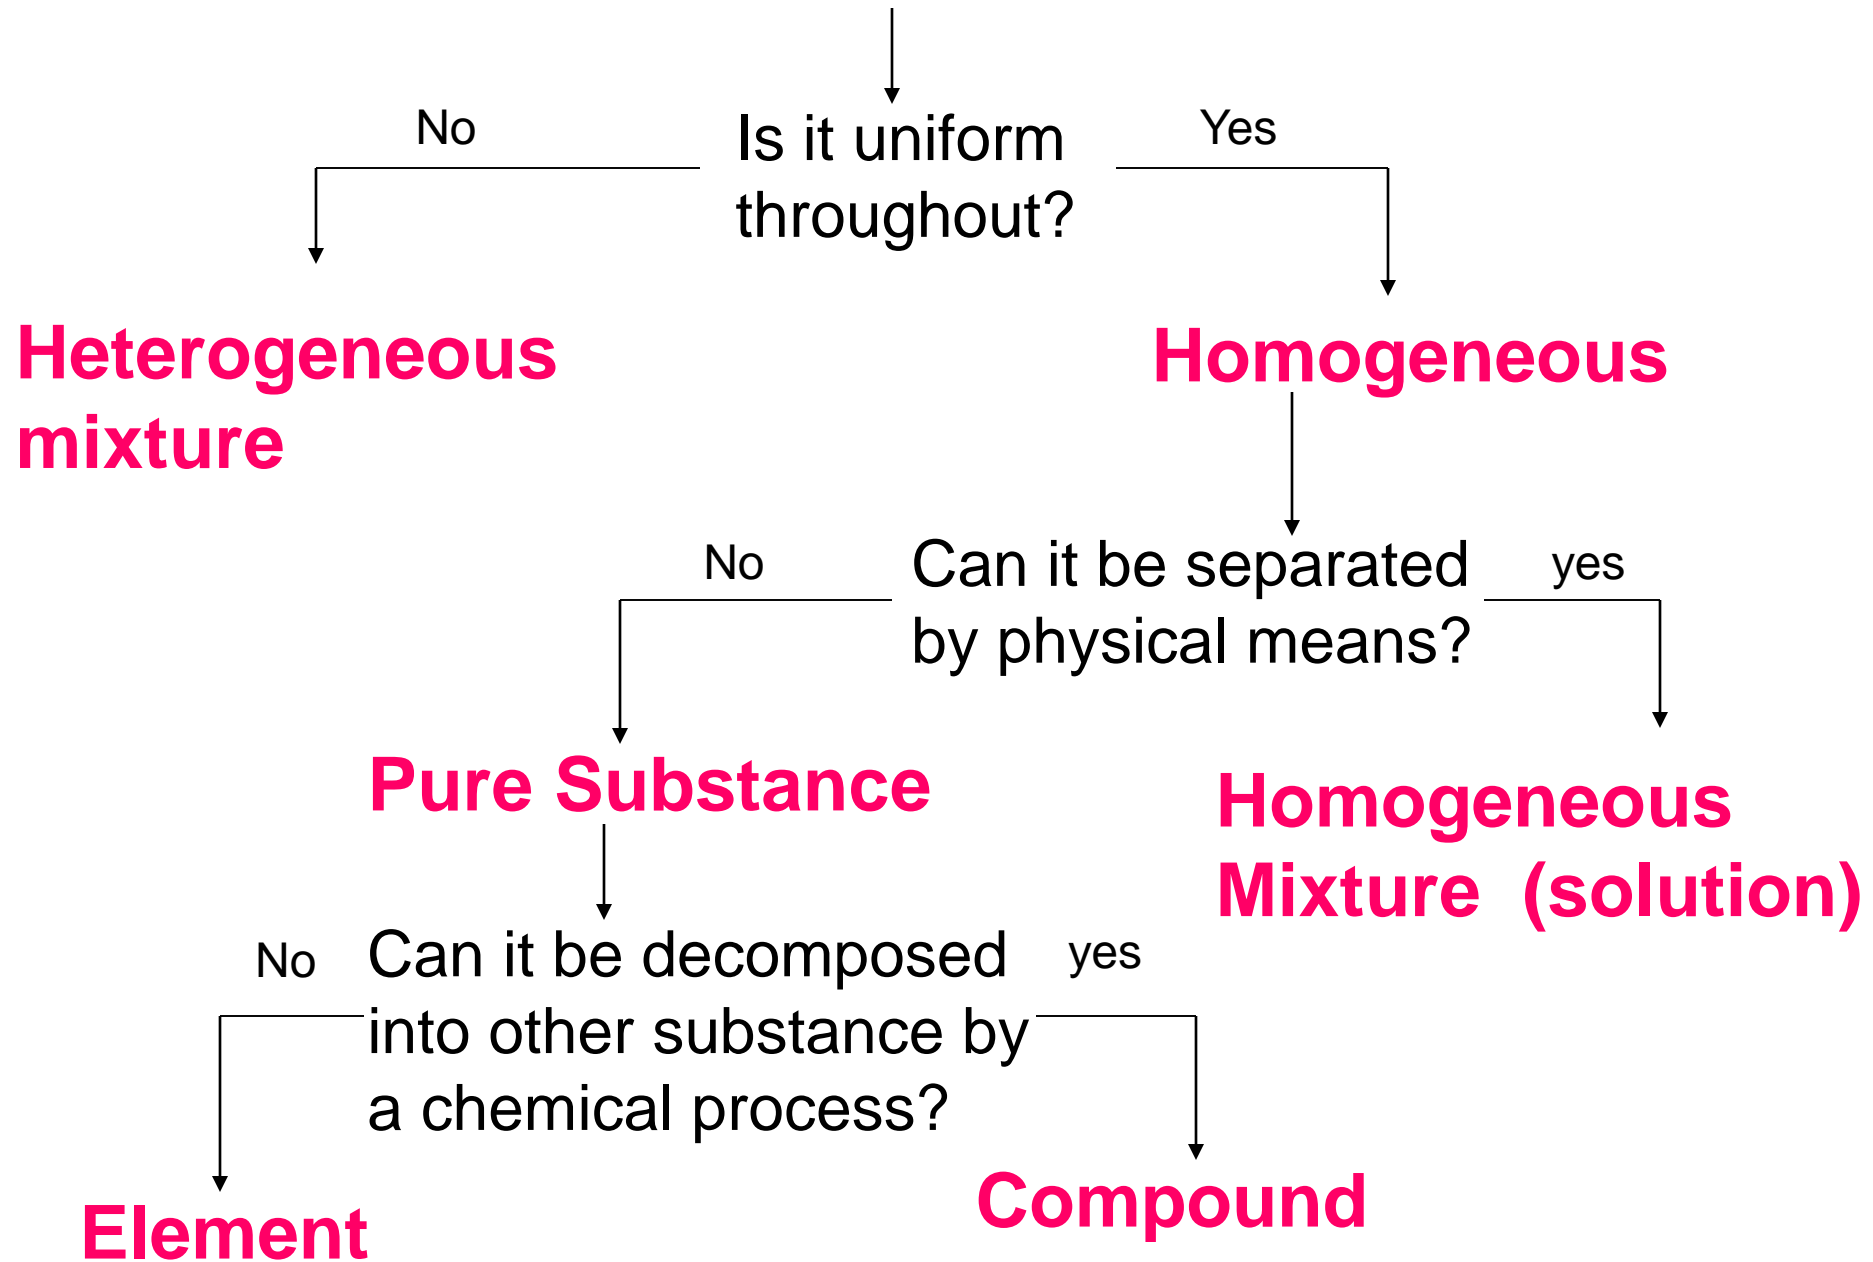 No
Is it uniform
throughout?
Yes
Heterogeneous
mixture
Homogeneous
No
Can it be separated
by physical means?
yes
Pure Substance
Homogeneous
Mixture (solution)
No
Can it be decomposed
into other substance by
a chemical process?
yes
Element
Compound